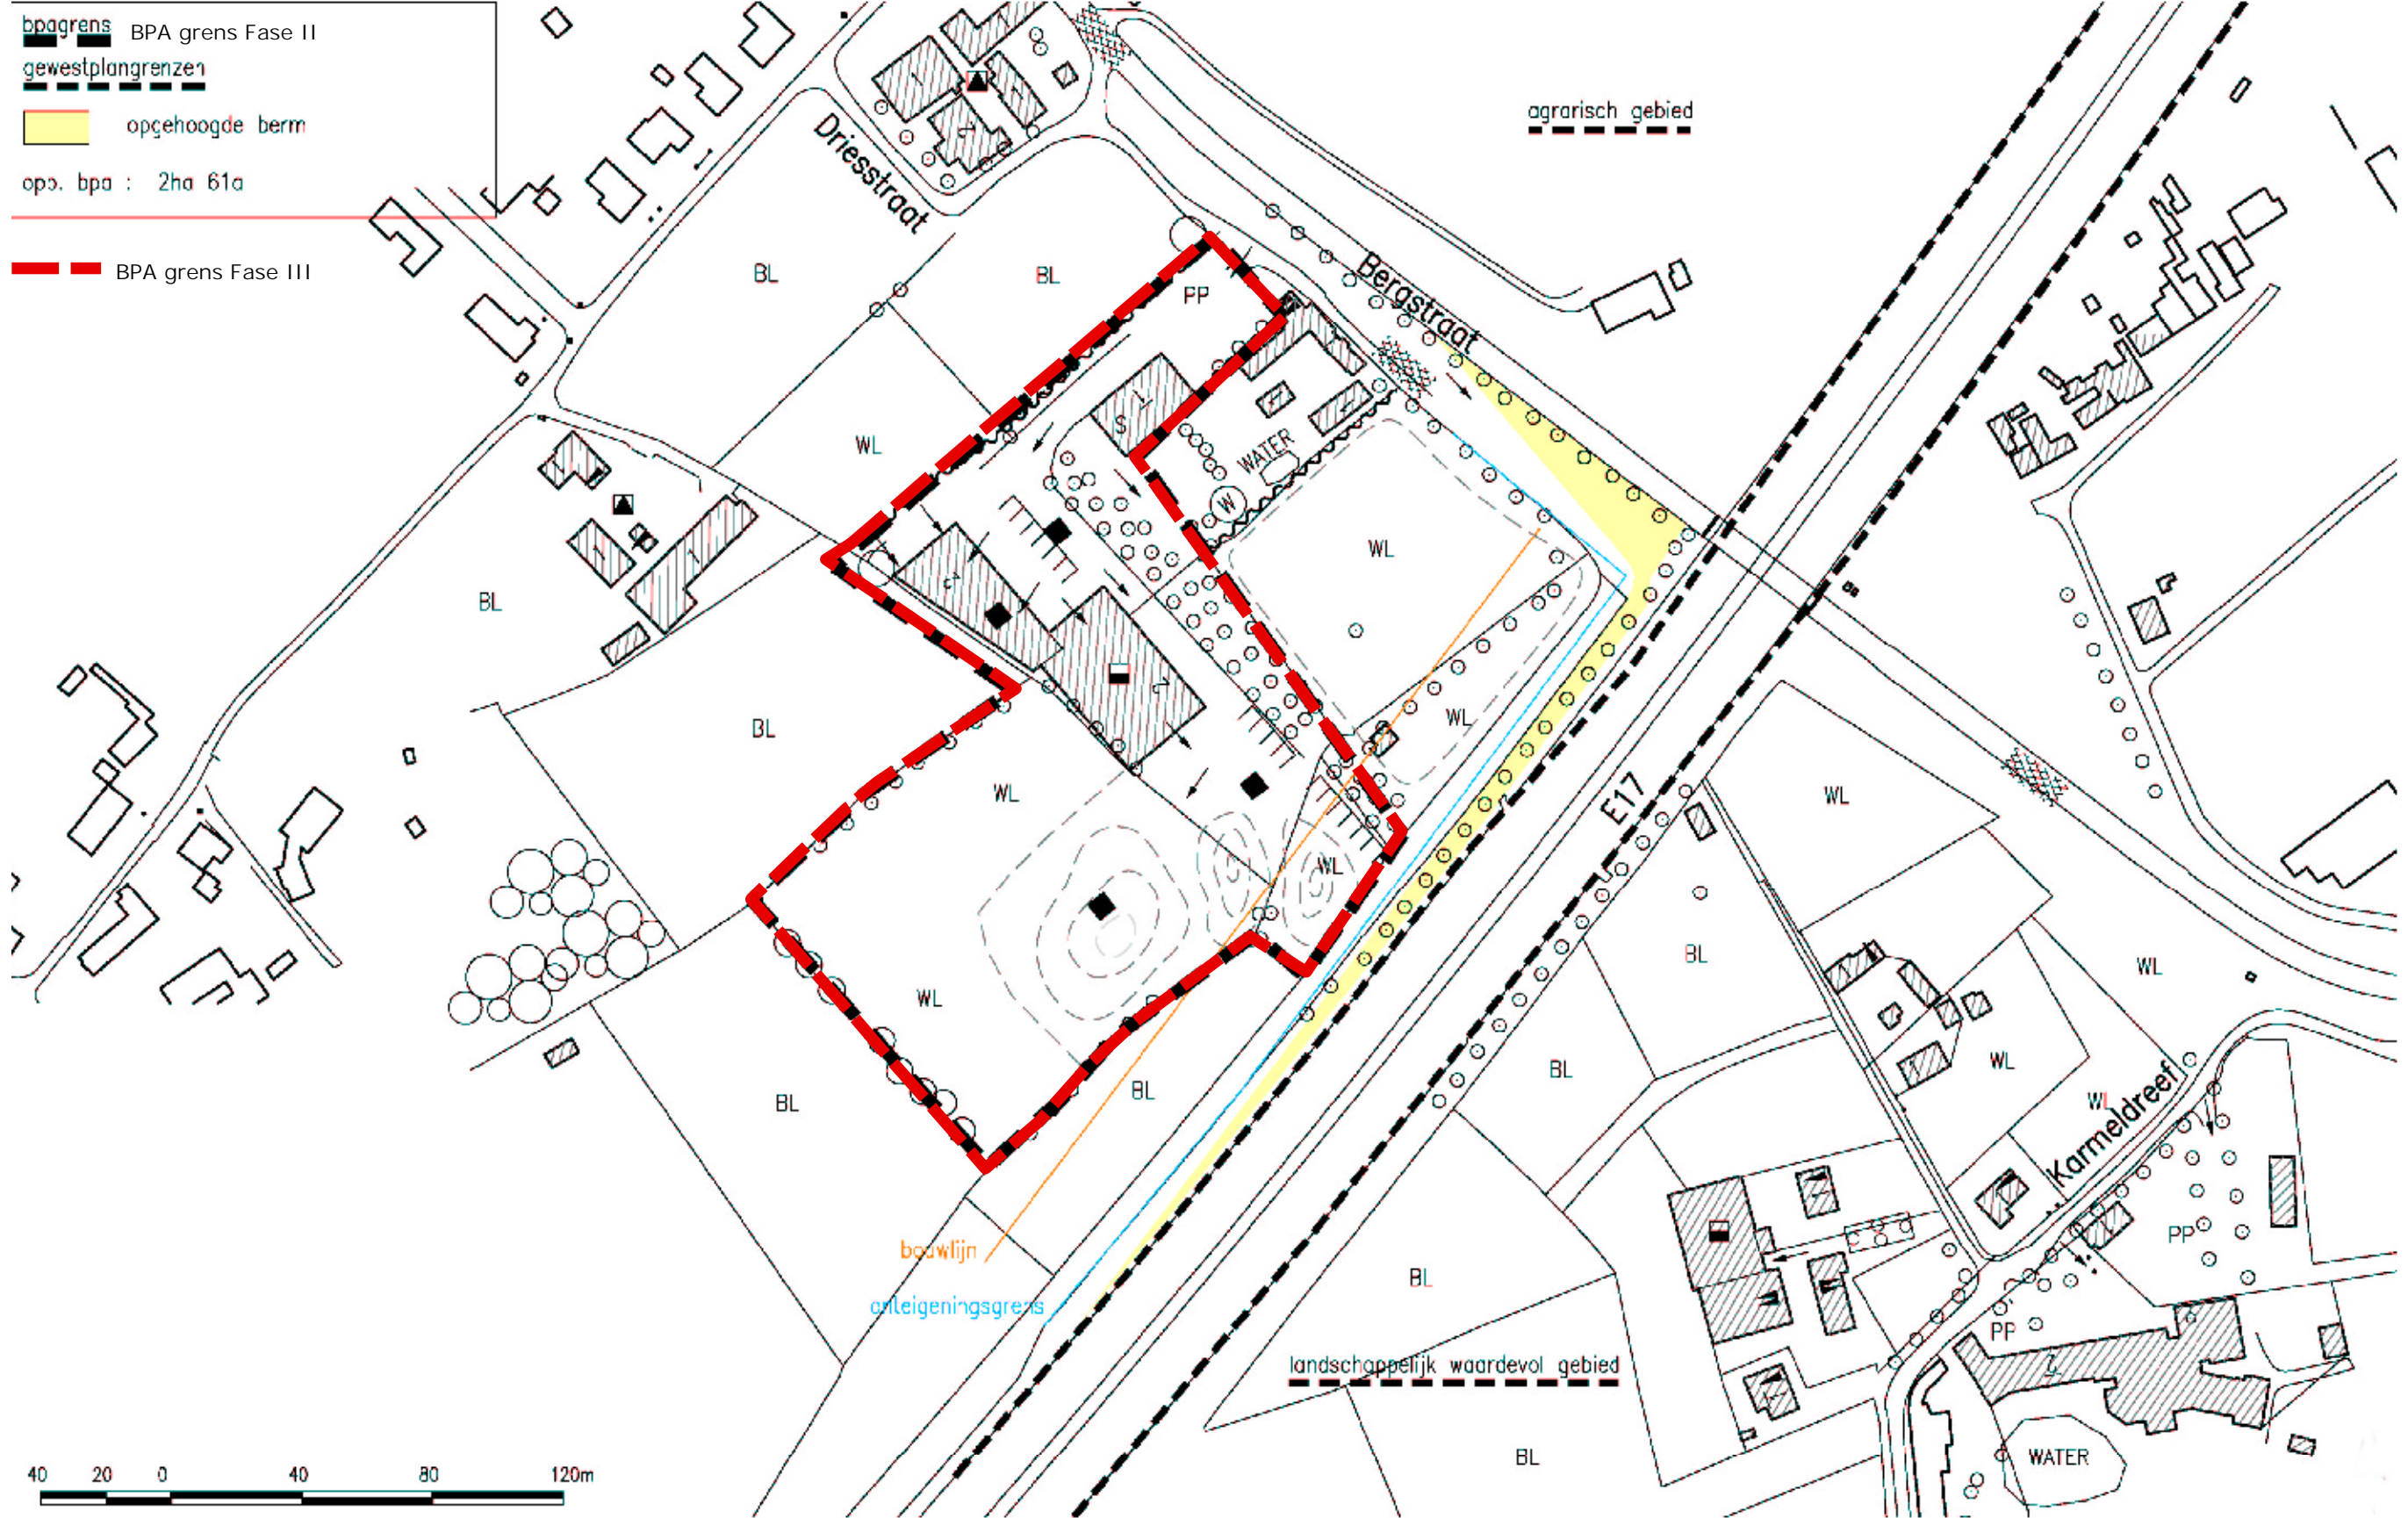 bpagrens BPA grens Fase II
gewestplangrenzen
opgehoogde berm
opp. bpa : 2ha 61a
BPA grens Fase III
agrarisch gebied
Driesstraat
BL
BL
PP
Bergstraat
WL
S
WATER
W
WL
BL
BL
WL
WL
E17
WL
WL
WL
BL
WL
BL
BL
BL
WL
WL
Karmeldreef
PP
bouwlijn
BL
onteigeningsgrens
PP
landschappelijk waardevol gebied
BL
WATER
40 20 0 40 80 120m